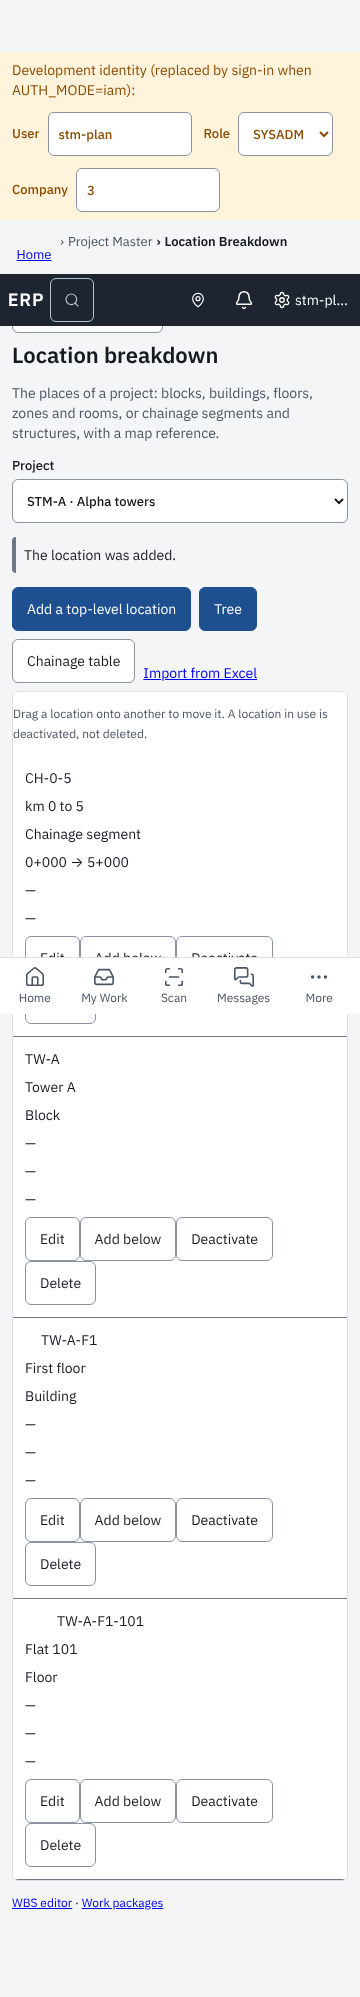 Development identity (replaced by sign-in when
AUTH_MODE=iam):
User stm-plan Role SYSADM
Company 3
› Project Master › Location Breakdown
Home
ERP stm-pl...
Location breakdown
The places of a project: blocks, buildings, floors,
zones and rooms, or chainage segments and
structures, with a map reference.
Project
STM-A · Alpha towers
The location was added.
Add a top-level location Tree
Chainage table Import from Excel
Drag a location onto another to move it. A location in use is
deactivated, not deleted.
CH-0-5
km 0 to 5
Chainage segment
0+000 → 5+000
—
—
Edit Add below Deactivate
Home My Work Scan Messages More
TW-A
Tower A
Block
—
—
—
Edit Add below Deactivate
Delete
TW-A-F1
First floor
Building
—
—
—
Edit Add below Deactivate
Delete
TW-A-F1-101
Flat 101
Floor
—
—
—
Edit Add below Deactivate
Delete
WBS editor · Work packages